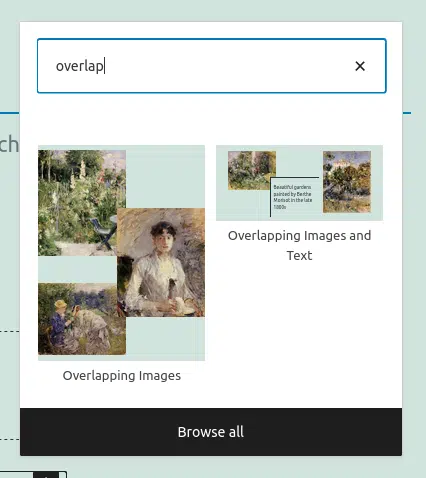 overlap
ch
Beautiful gardens
painted by Berthe
Morisot in the late
1800s
Overlapping Images and
Text
Overlapping Images
Browse all